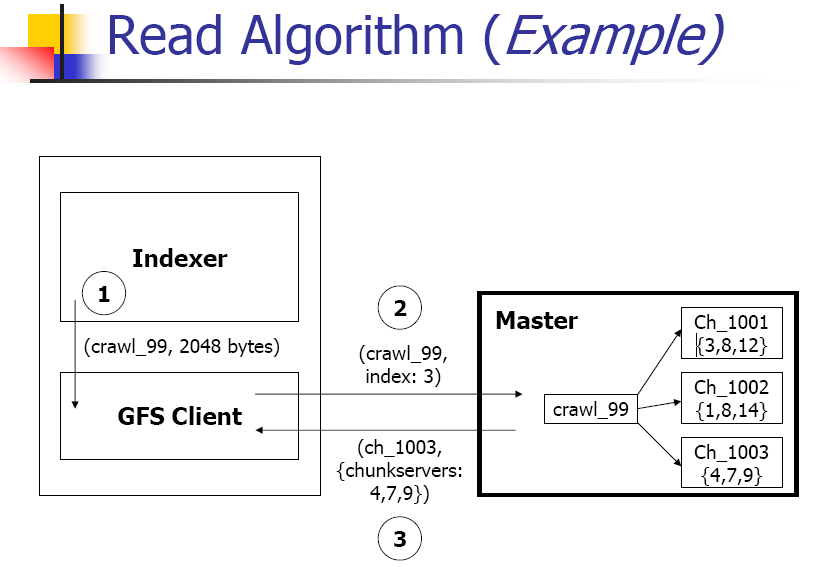 Read Algorithm (Example)
Indexer
1
(crawl_99, 2048 bytes)
GFS Client
2
(crawl_99,
index: 3)
(ch_1003,
{chunkservers:
4,7,9})
3
Master
crawl_99
Ch_1001
{3,8,12}
Ch_1002
{1,8,14}
Ch_1003
{4,7,9}